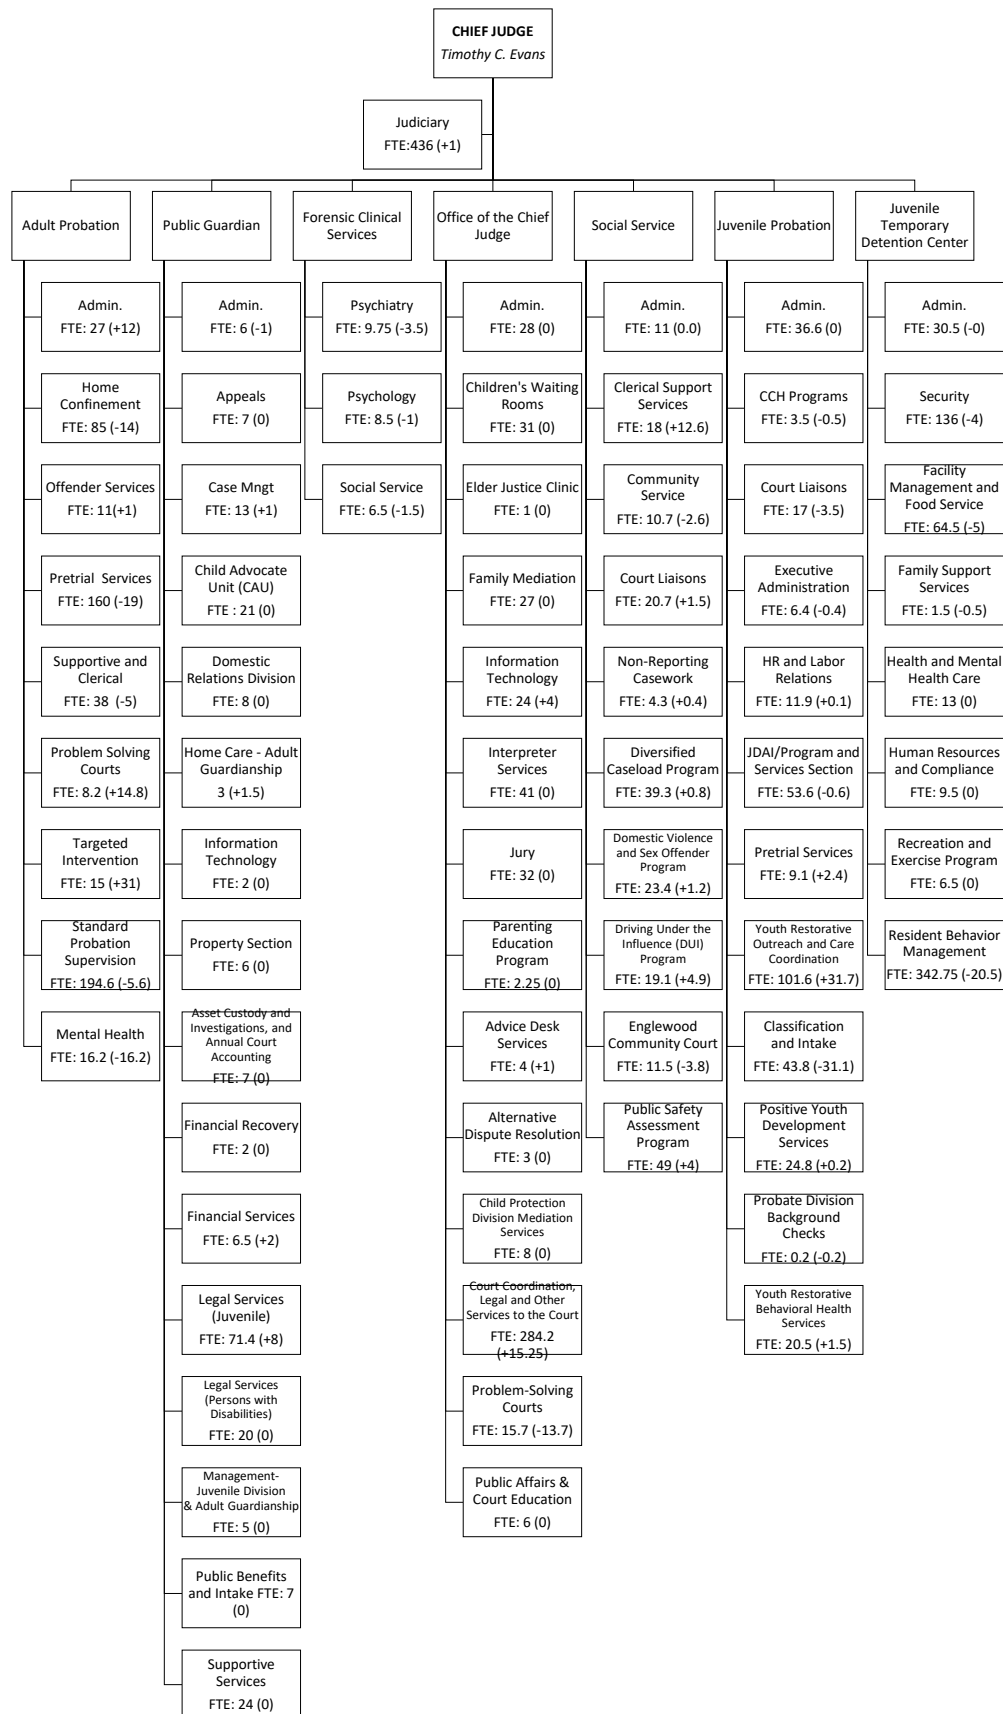 CHIEF JUDGE
Timothy C. Evans
Judiciary
FTE:436 (+1)
Adult Probation
Admin.
FTE: 27 (+12)
Home
Confinement
FTE: 85 (-14)
Offender Services
FTE: 11(+1)
Pretrial Services
FTE: 160 (-19)
Supportive and
Clerical
FTE: 38 (-5)
Problem Solving
Courts
FTE: 8.2 (+14.8)
Targeted
Intervention
FTE: 15 (+31)
Standard
Probation
Supervision
FTE: 194.6 (-5.6)
Mental Health
FTE: 16.2 (-16.2)
Public Guardian
Admin.
FTE: 6 (-1)
Appeals
FTE: 7 (0)
Case Mngt
FTE: 13 (+1)
Child Advocate
Unit (CAU)
FTE : 21 (0)
Domestic
Relations Division
FTE: 8 (0)
Home Care - Adult
Guardianship
3 (+1.5)
Information
Technology
FTE: 2 (0)
Property Section
FTE: 6 (0)
Asset Custody and
Investigations, and
Annual Court
Accounting
FTE: 7 (0)
Financial Recovery
FTE: 2 (0)
Financial Services
FTE: 6.5 (+2)
Legal Services
(Juvenile)
FTE: 71.4 (+8)
Legal Services
(Persons with
Disabilities)
FTE: 20 (0)
Management-
Juvenile Division
& Adult Guardianship
FTE: 5 (0)
Public Benefits
and Intake FTE: 7
(0)
Supportive
Services
FTE: 24 (0)
Forensic Clinical
Services
Psychiatry
FTE: 9.75 (-3.5)
Psychology
FTE: 8.5 (-1)
Social Service
FTE: 6.5 (-1.5)
Office of the Chief
Judge
Admin.
FTE: 28 (0)
Children's Waiting
Rooms
FTE: 31 (0)
Elder Justice Clinic
FTE: 1 (0)
Family Mediation
FTE: 27 (0)
Information
Technology
FTE: 24 (+4)
Interpreter
Services
FTE: 41 (0)
Jury
FTE: 32 (0)
Parenting
Education
Program
FTE: 2.25 (0)
Advice Desk
Services
FTE: 4 (+1)
Alternative
Dispute Resolution
FTE: 3 (0)
Child Protection
Division Mediation
Services
FTE: 8 (0)
Court Coordination,
Legal and Other
Services to the Court
FTE: 284.2
(+15.25)
Problem-Solving
Courts
FTE: 15.7 (-13.7)
Public Affairs &
Court Education
FTE: 6 (0)
Social Service
Admin.
FTE: 11 (0.0)
Clerical Support
Services
FTE: 18 (+12.6)
Community
Service
FTE: 10.7 (-2.6)
Court Liaisons
FTE: 20.7 (+1.5)
Non-Reporting
Casework
FTE: 4.3 (+0.4)
Diversified
Caseload Program
FTE: 39.3 (+0.8)
Domestic Violence
and Sex Offender
Program
FTE: 23.4 (+1.2)
Driving Under the
Influence (DUI)
Program
FTE: 19.1 (+4.9)
Englewood
Community Court
FTE: 11.5 (-3.8)
Public Safety
Assessment
Program
FTE: 49 (+4)
Juvenile Probation
Admin.
FTE: 36.6 (0)
CCH Programs
FTE: 3.5 (-0.5)
Court Liaisons
FTE: 17 (-3.5)
Executive
Administration
FTE: 6.4 (-0.4)
HR and Labor
Relations
FTE: 11.9 (+0.1)
JDAI/Program and
Services Section
FTE: 53.6 (-0.6)
Pretrial Services
FTE: 9.1 (+2.4)
Youth Restorative
Outreach and Care
Coordination
FTE: 101.6 (+31.7)
Classification
and Intake
FTE: 43.8 (-31.1)
Positive Youth
Development
Services
FTE: 24.8 (+0.2)
Probate Division
Background
Checks
FTE: 0.2 (-0.2)
Youth Restorative
Behavioral Health
Services
FTE: 20.5 (+1.5)
Juvenile
Temporary
Detention Center
Admin.
FTE: 30.5 (-0)
Security
FTE: 136 (-4)
Facility
Management and
Food Service
FTE: 64.5 (-5)
Family Support
Services
FTE: 1.5 (-0.5)
Health and Mental
Health Care
FTE: 13 (0)
Human Resources
and Compliance
FTE: 9.5 (0)
Recreation and
Exercise Program
FTE: 6.5 (0)
Resident Behavior
Management
FTE: 342.75 (-20.5)